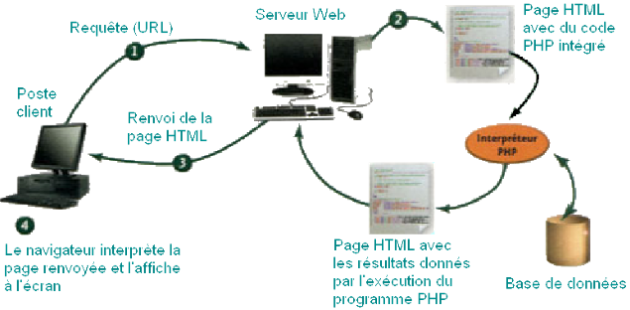 Requête (URL)
1
Serveur Web
2
Page HTML
avec du code
PHP intégré
Poste
client
Renvoi de la
page HTML
3
Interpréteur
PHP
4
Le navigateur interprète la
page renvoyée et l'affiche
à l'écran
Page HTML avec
les résultats donnés
par l'exécution du
programme PHP
Base de données